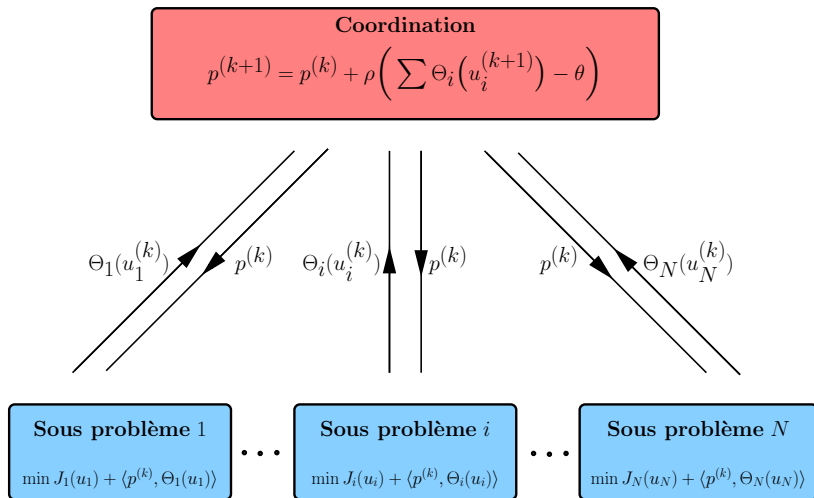 Coordination
p^{(k+1)} = p^{(k)} + ρ(∑ Θ_i(u_i^{(k+1)}) − θ)
Θ_1(u_1^{(k)}) p^{(k)} Θ_i(u_i^{(k)}) p^{(k)} p^{(k)} Θ_N(u_N^{(k)})
Sous problème 1 ... Sous problème i ... Sous problème N
min J_1(u_1) + ⟨p^{(k)}, Θ_1(u_1)⟩ min J_i(u_i) + ⟨p^{(k)}, Θ_i(u_i)⟩ min J_N(u_N) + ⟨p^{(k)}, Θ_N(u_N)⟩